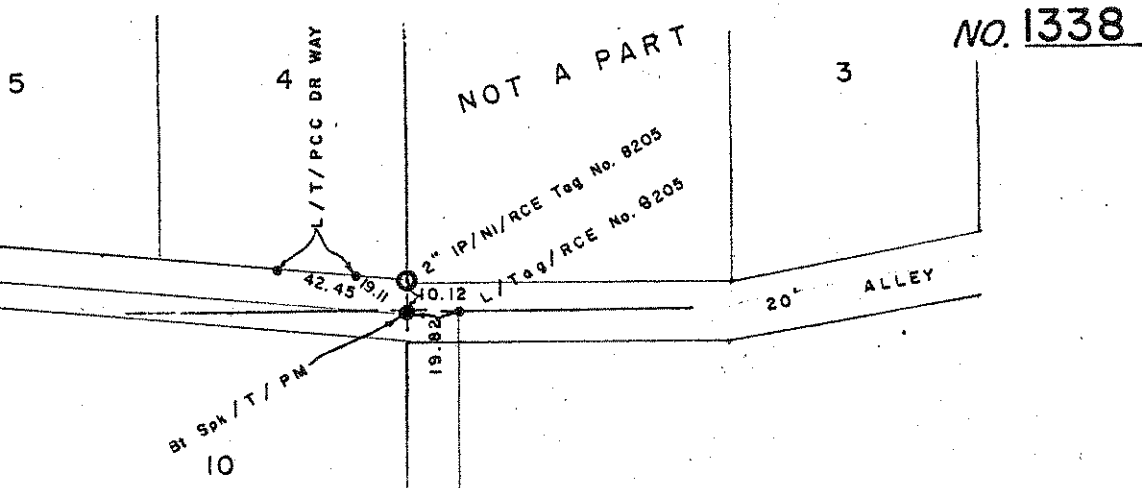 NO. 1338
5
4
L/T/PCC DR WAY
NOT A PART
3
2" IP/NI/RCE Tag No. 8205
L/Tag/RCE No. 8205
42.45
19.11
10.12
19.82
20' ALLEY
Bt Spk/T/PM
10